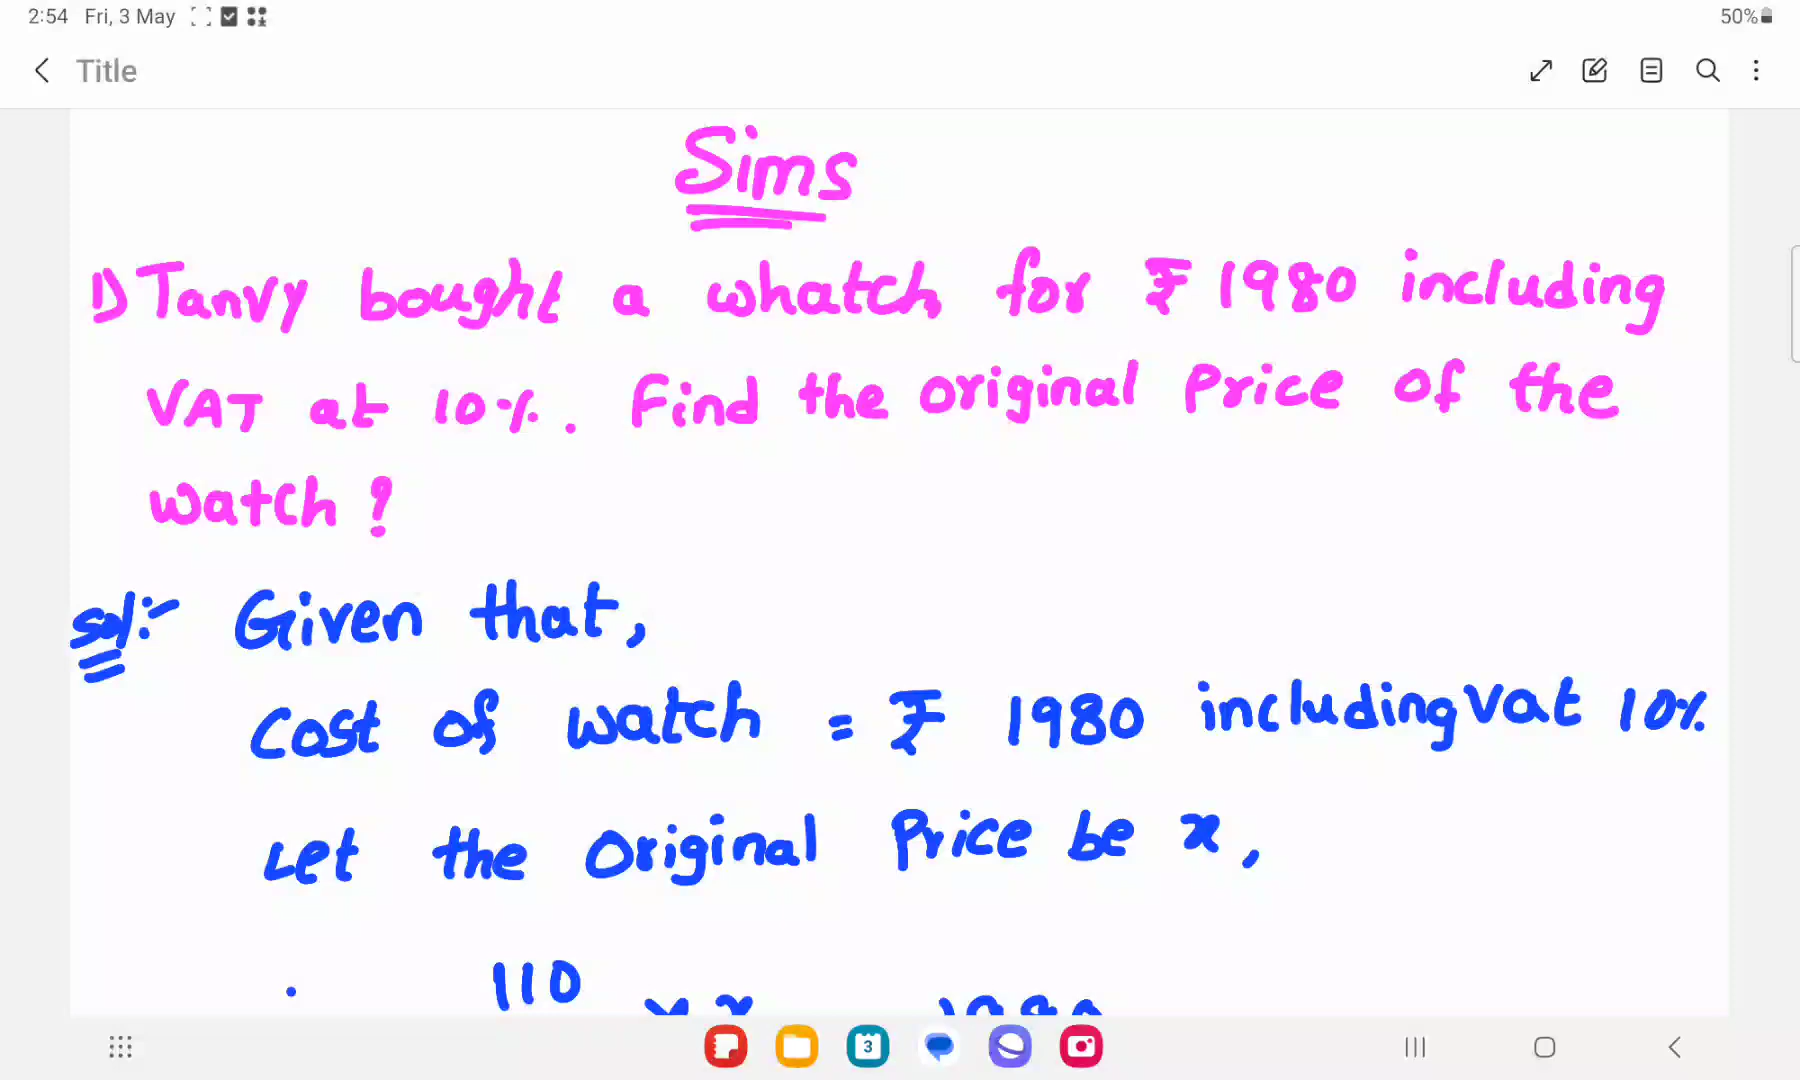 2:54 Fri, 3 May
50%
Title
Sims
1) Tanvy bought a whatch for ₹ 1980 including
VAT at 10%. Find the original Price of the
watch?
Sol:- Given that,
Cost of watch = ₹ 1980 including Vat 10%
Let the Original Price be x,
110
3